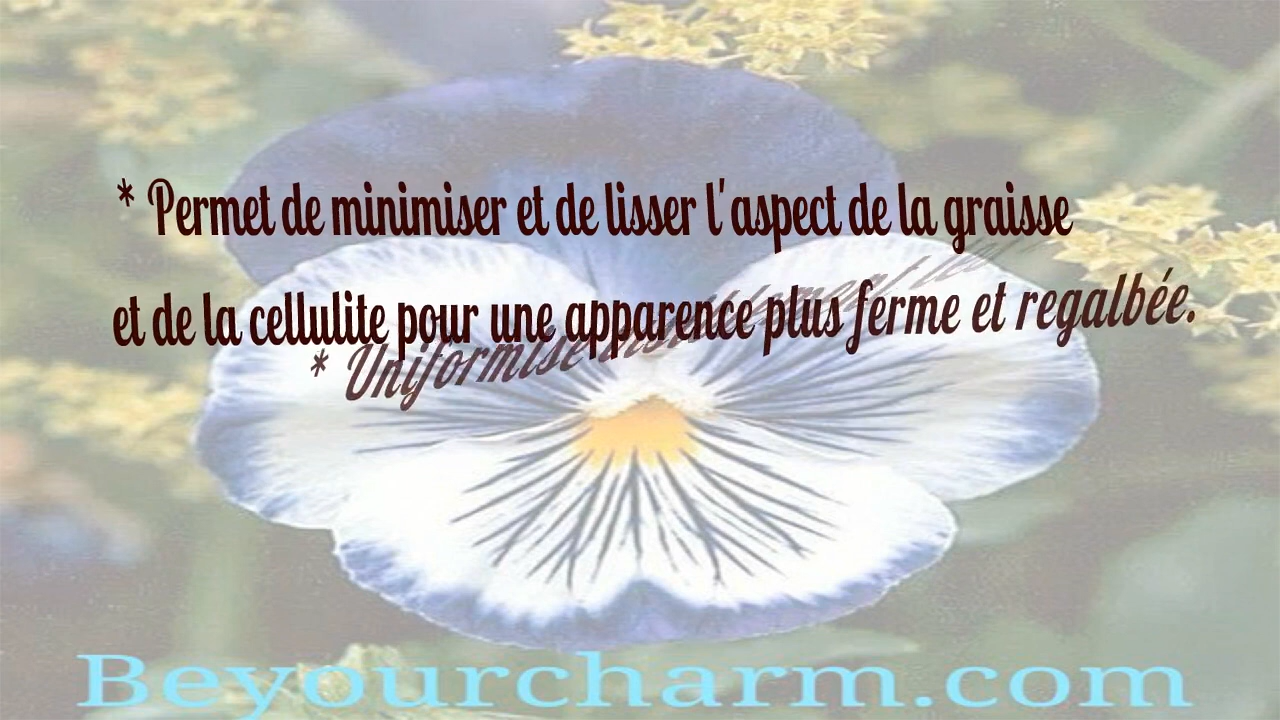 * Permet de minimiser et de lisser l'aspect de la graisse
et de la cellulite pour une apparence plus ferme et regalbée.
* Uniformise
Beyourcharm.com